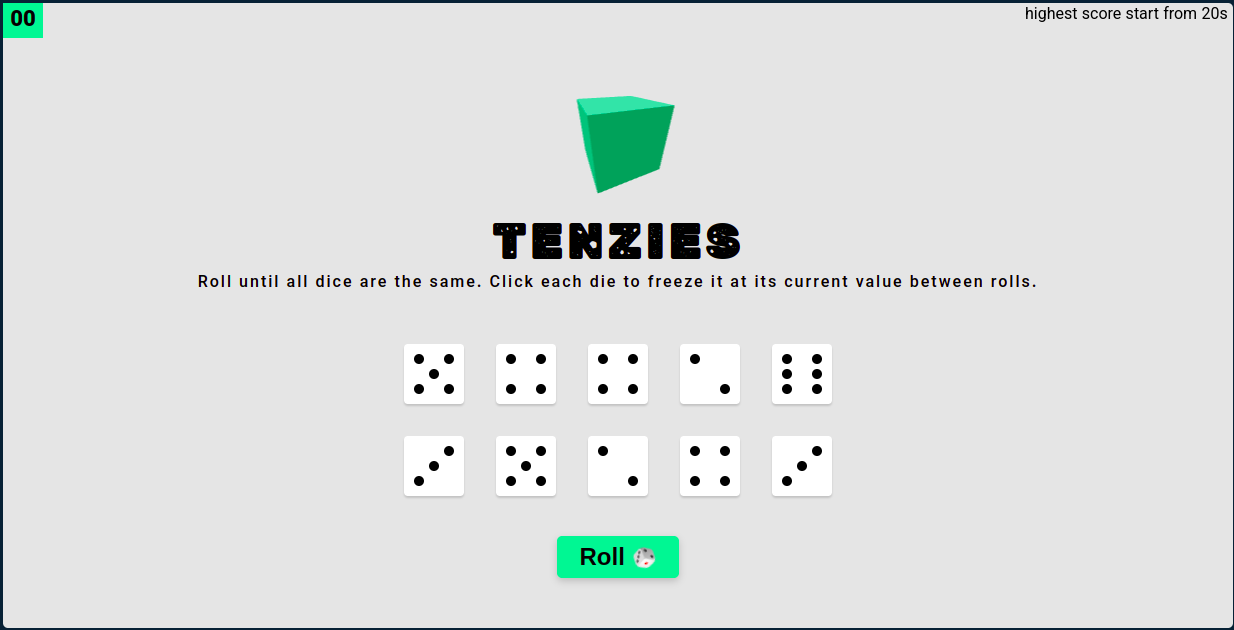 00
highest score start from 20s
TENZIES
Roll until all dice are the same. Click each die to freeze it at its current value between rolls.
Roll